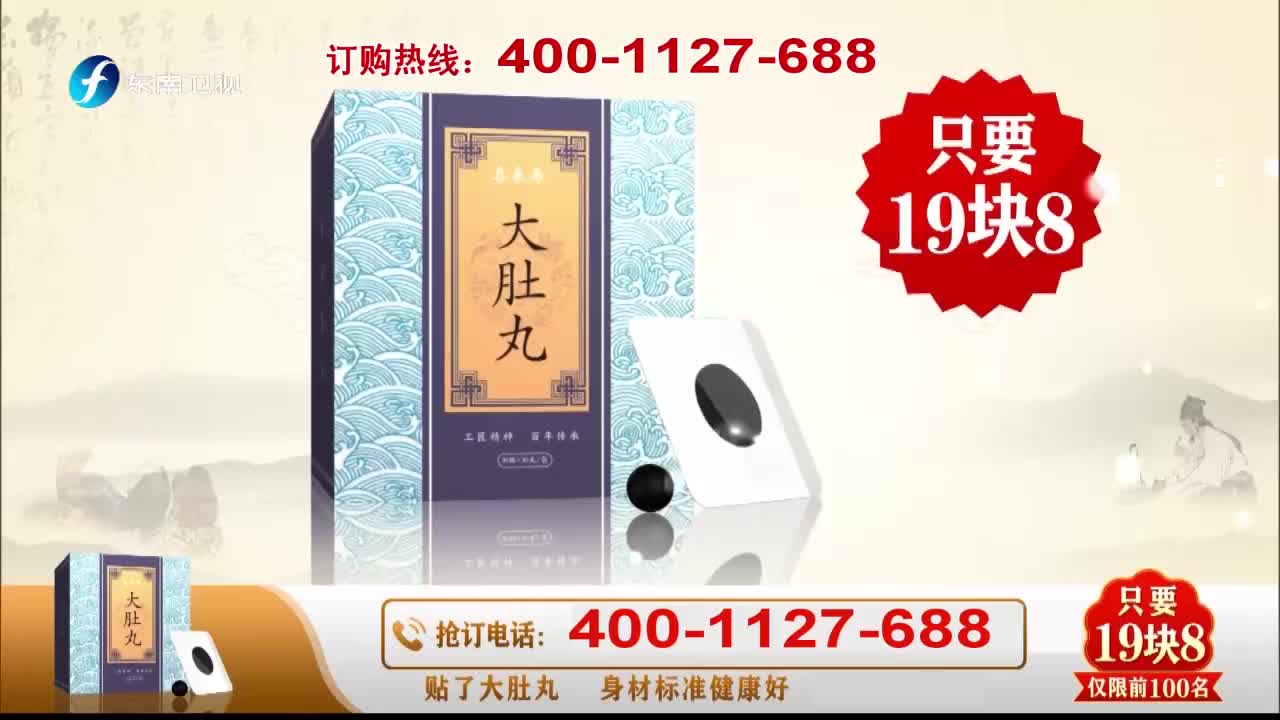 东南卫视
订购热线：400-1127-688
只要
19块8
大肚丸
工匠精神 百年传承
大肚丸
抢订电话：400-1127-688
贴了大肚丸 身材标准健康好
只要
19块8
仅限前100名